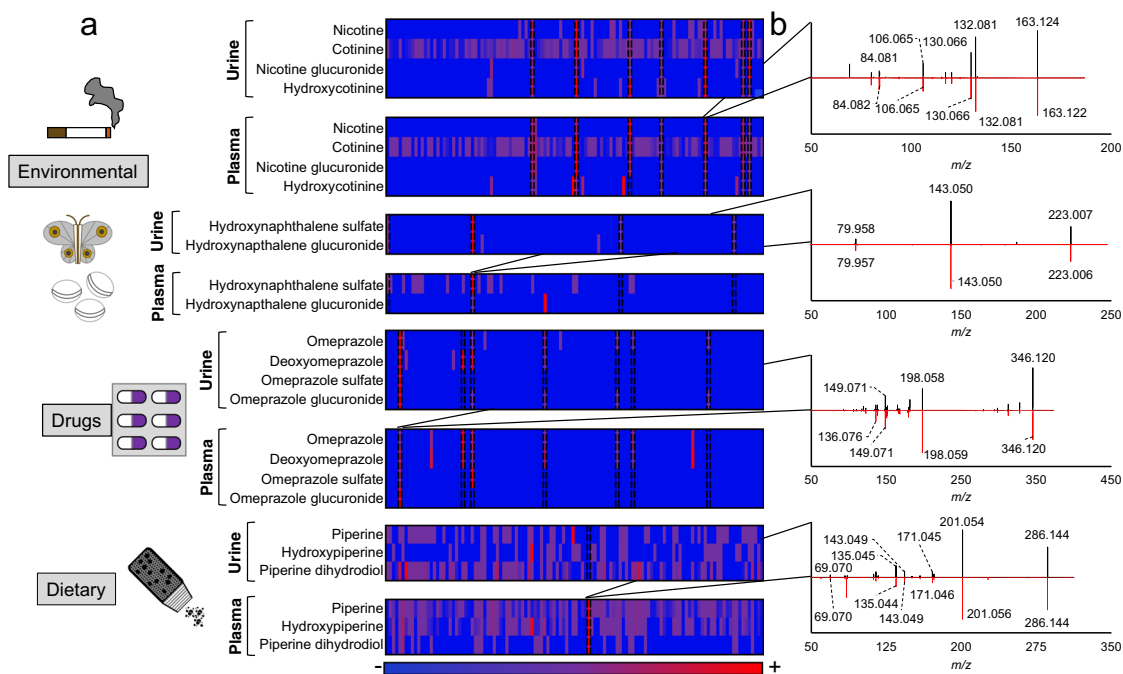 a
b
Environmental
Drugs
Dietary
Urine
Nicotine
Cotinine
Nicotine glucuronide
Hydroxycotinine
Plasma
Nicotine
Cotinine
Nicotine glucuronide
Hydroxycotinine
Urine
Hydroxynaphthalene sulfate
Hydroxynapthalene glucuronide
Plasma
Hydroxynapthalene sulfate
Hydroxynapthalene glucuronide
Urine
Omeprazole
Deoxyomeprazole
Omeprazole sulfate
Omeprazole glucuronide
Plasma
Omeprazole
Deoxyomeprazole
Omeprazole sulfate
Omeprazole glucuronide
Urine
Piperine
Hydroxypiperine
Piperine dihydrodiol
Plasma
Piperine
Hydroxypiperine
Piperine dihydrodiol
- +
132.081 163.124
106.065
130.066
84.081
84.082
106.065
130.066
132.081
163.122
50 100 150 200
m/z
143.050
223.007
79.958
79.957
143.050
223.006
50 100 150 200 250
m/z
346.120
198.058
149.071
136.076
149.071
198.059
346.120
50 150 250 350 450
m/z
201.054
286.144
143.049
171.045
135.045
69.070
69.070
135.044
143.049
171.046
201.056
286.144
50 125 200 275 350
m/z